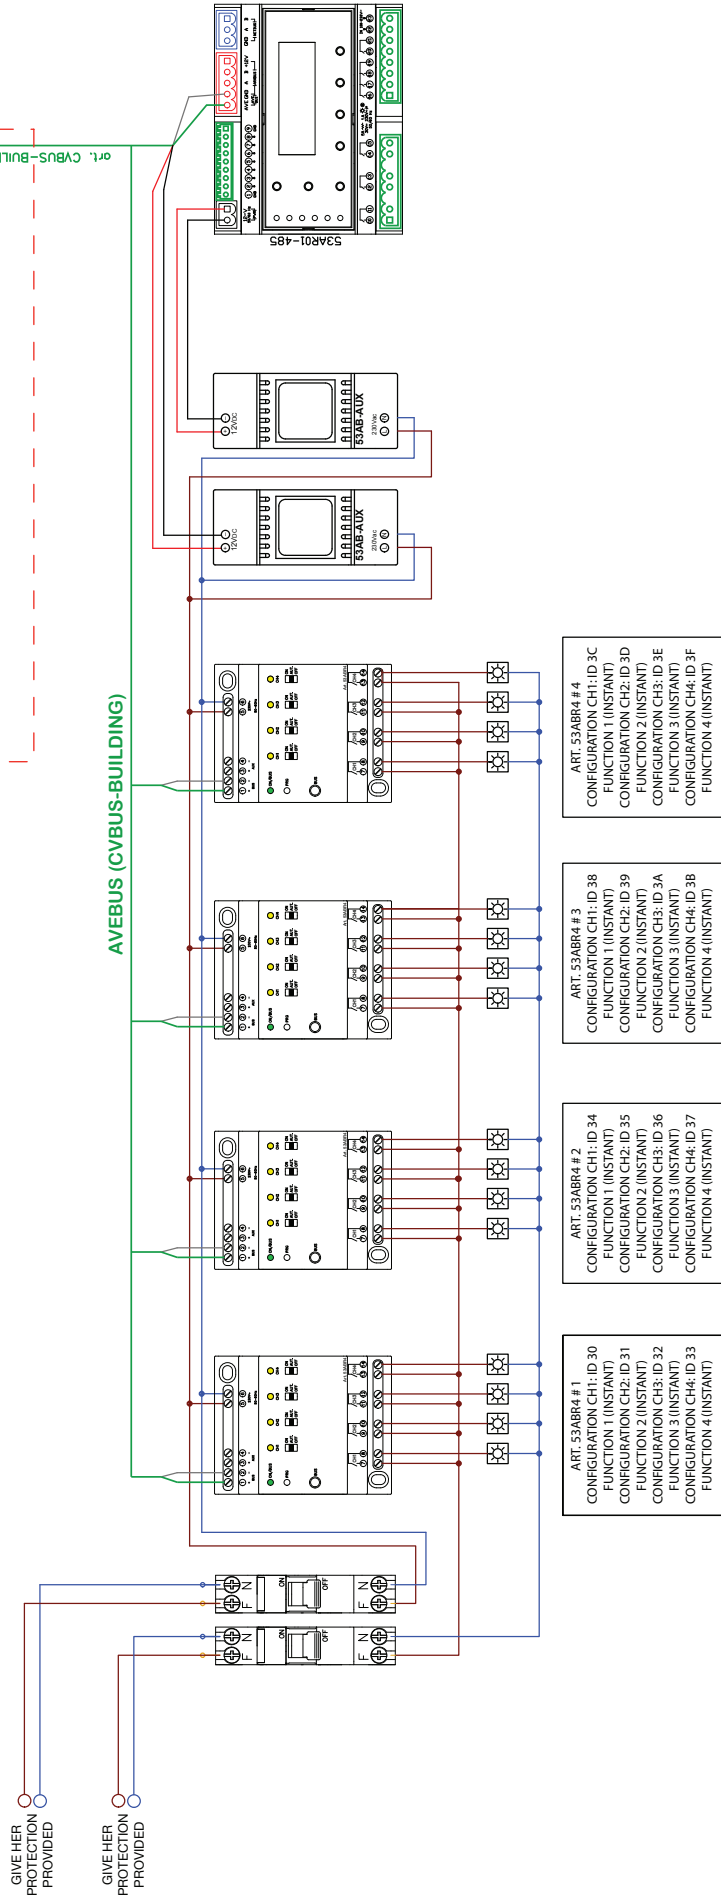 GIVE HER
PROTECTION
PROVIDED
GIVE HER
PROTECTION
PROVIDED
F N
ON
OFF
F N
F N
ON
OFF
F N
AVEBUS (CVBUS-BUILDING)
art. CVBUS-BUIL
53AR01-485
12VDC
53AB-AUX
230Vac
L N
12VDC
53AB-AUX
230Vac
L N
ART. 53ABR4 # 1
CONFIGURATION CH1: ID 30
FUNCTION 1 (INSTANT)
CONFIGURATION CH2: ID 31
FUNCTION 2 (INSTANT)
CONFIGURATION CH3: ID 32
FUNCTION 3 (INSTANT)
CONFIGURATION CH4: ID 33
FUNCTION 4 (INSTANT)
ART. 53ABR4 # 2
CONFIGURATION CH1: ID 34
FUNCTION 1 (INSTANT)
CONFIGURATION CH2: ID 35
FUNCTION 2 (INSTANT)
CONFIGURATION CH3: ID 36
FUNCTION 3 (INSTANT)
CONFIGURATION CH4: ID 37
FUNCTION 4 (INSTANT)
ART. 53ABR4 # 3
CONFIGURATION CH1: ID 38
FUNCTION 1 (INSTANT)
CONFIGURATION CH2: ID 39
FUNCTION 2 (INSTANT)
CONFIGURATION CH3: ID 3A
FUNCTION 3 (INSTANT)
CONFIGURATION CH4: ID 3B
FUNCTION 4 (INSTANT)
ART. 53ABR4 # 4
CONFIGURATION CH1: ID 3C
FUNCTION 1 (INSTANT)
CONFIGURATION CH2: ID 3D
FUNCTION 2 (INSTANT)
CONFIGURATION CH3: ID 3E
FUNCTION 3 (INSTANT)
CONFIGURATION CH4: ID 3F
FUNCTION 4 (INSTANT)